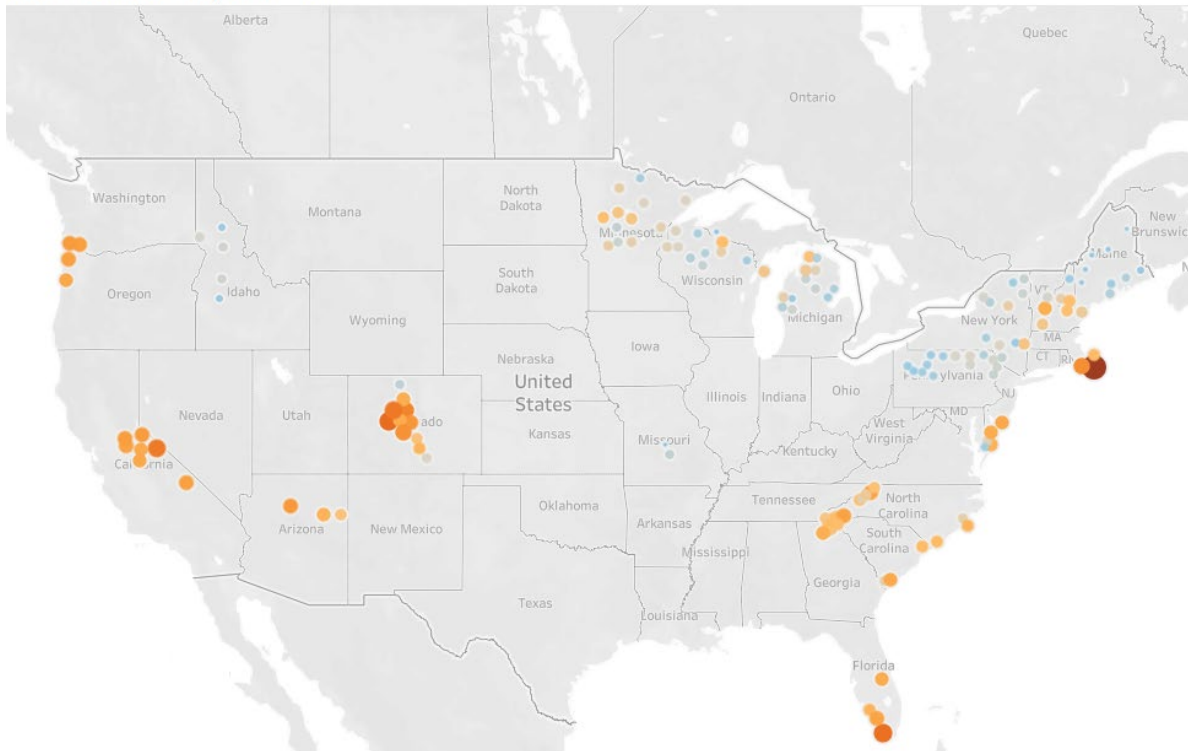 Alberta
Quebec
Ontario
Washington
North
Dakota
Montana
Minnesota
New
Brunswick
Maine
South
Dakota
Wisconsin
Oregon
Idaho
VT
Michigan
New York
Wyoming
MA
Iowa
CT
RI
Nebraska
Pennsylvania
United
States
Illinois
Indiana
Ohio
NJ
Nevada
Utah
Colorado
MD
Kansas
West
Virginia
Missouri
Kentucky
California
Tennessee
North
Carolina
Oklahoma
Arizona
New Mexico
Arkansas
South
Carolina
Mississippi
Georgia
Texas
Louisiana
Florida